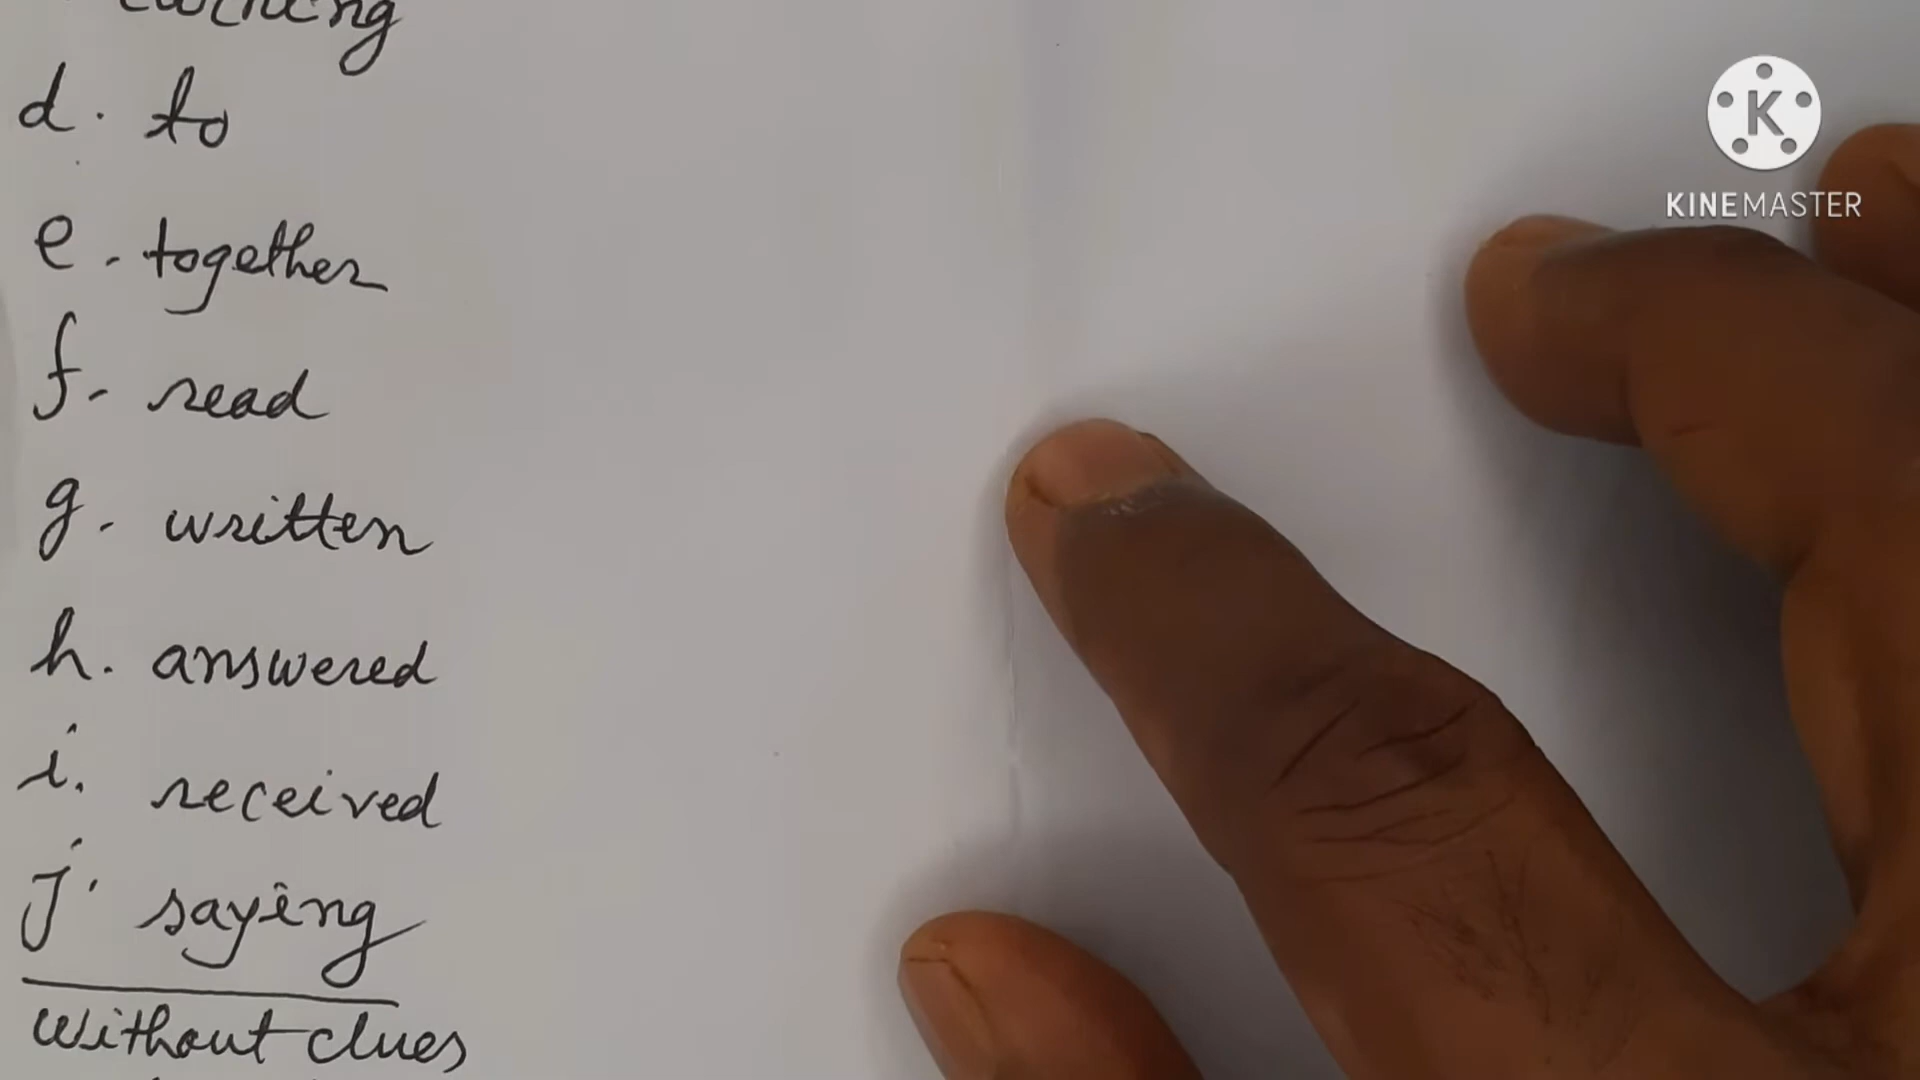 d. to
e. together
f. read
g. written
h. answered
i. received
j. saying
without clues
K
KINEMASTER